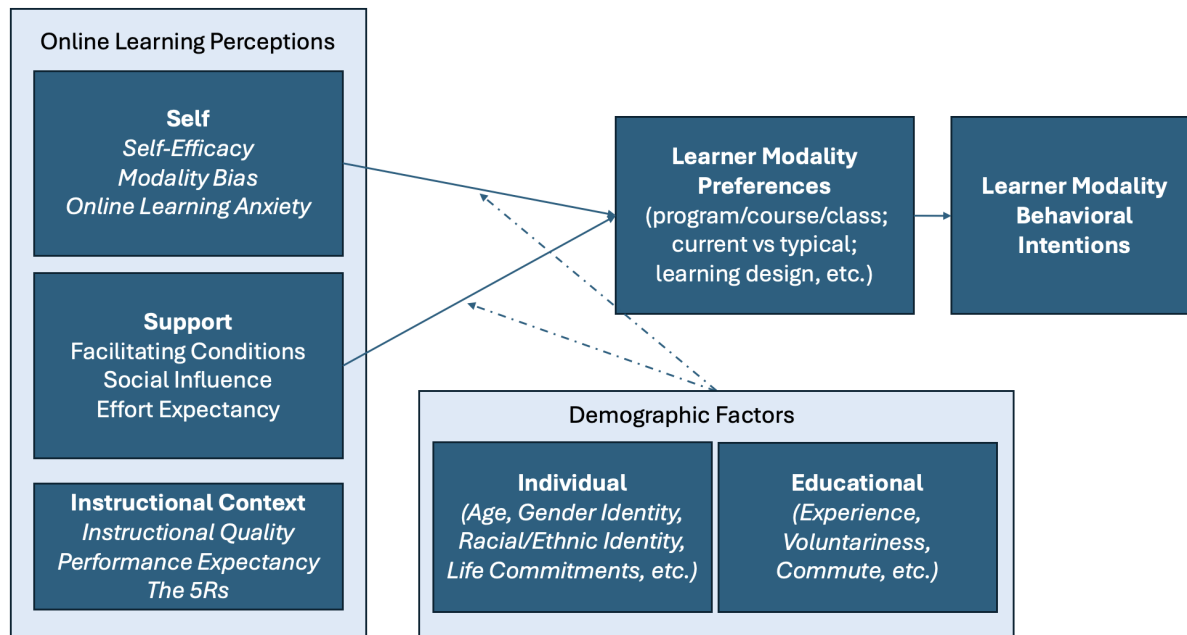 Online Learning Perceptions
Self
Self-Efficacy
Modality Bias
Online Learning Anxiety
Support
Facilitating Conditions
Social Influence
Effort Expectancy
Instructional Context
Instructional Quality
Performance Expectancy
The 5Rs
Learner Modality
Preferences
(program/course/class;
current vs typical;
learning design, etc.)
Learner Modality
Behavioral
Intentions
Demographic Factors
Individual
(Age, Gender Identity,
Racial/Ethnic Identity,
Life Commitments, etc.)
Educational
(Experience,
Voluntariness,
Commute, etc.)